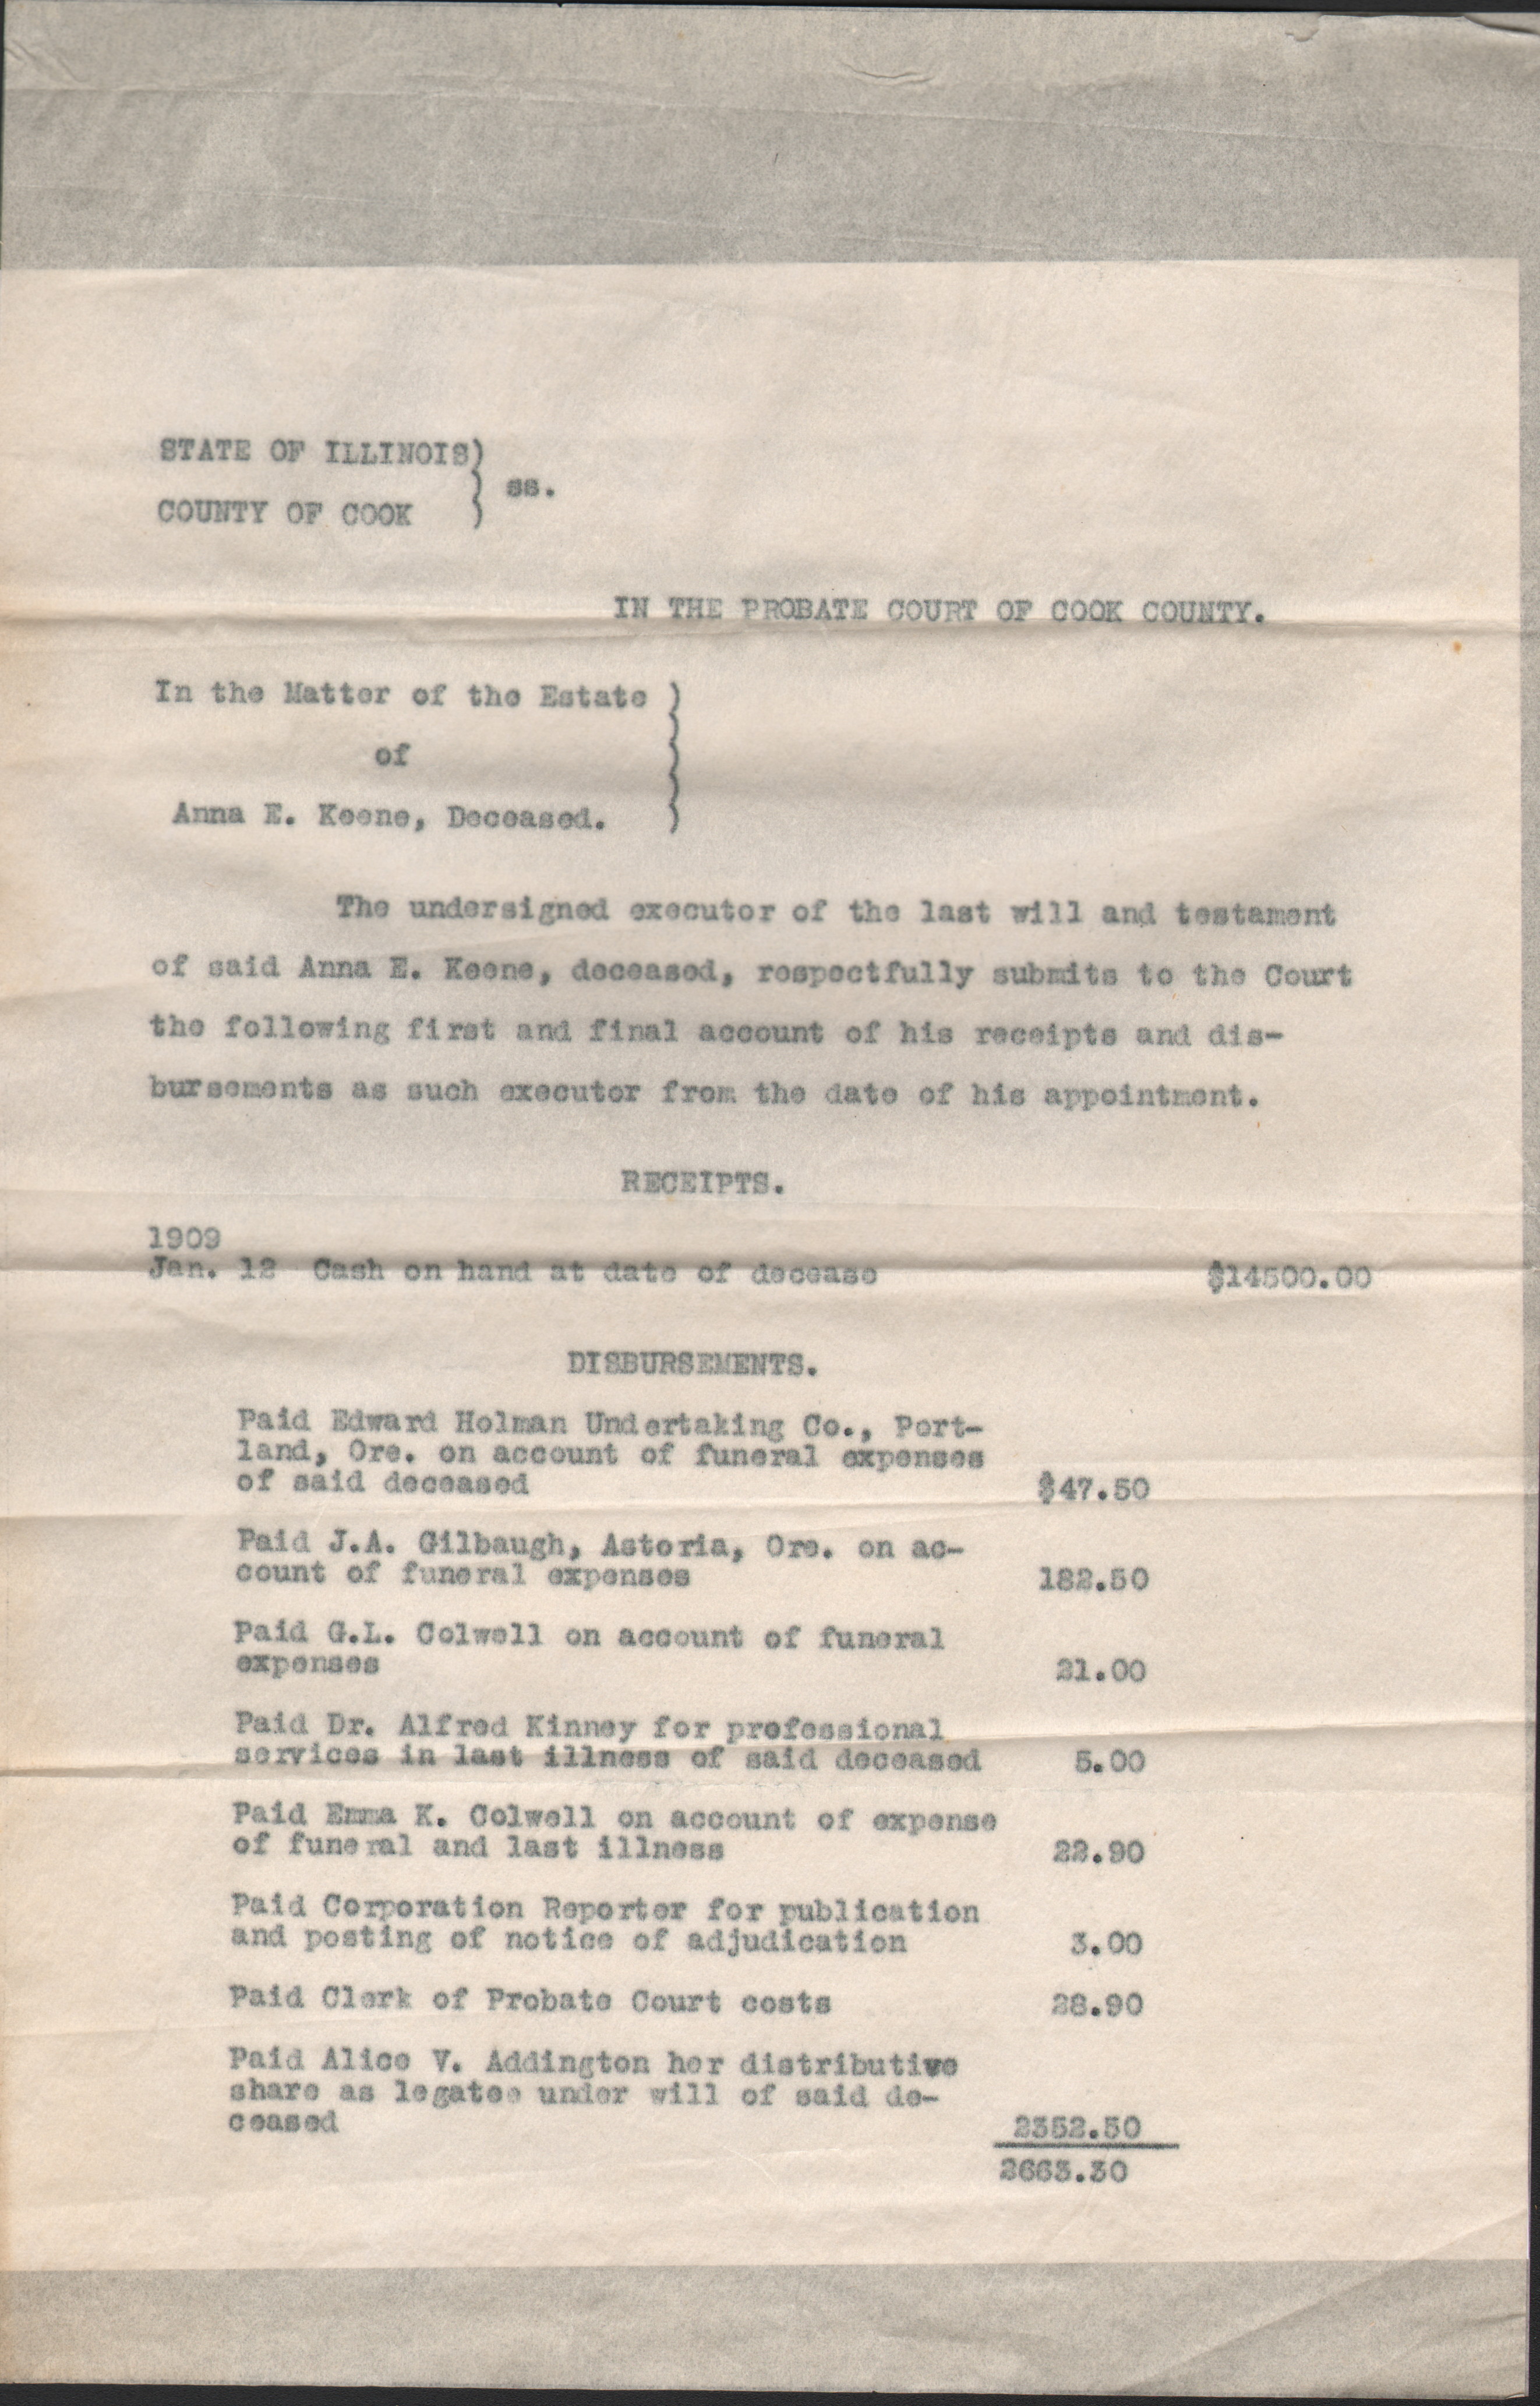 STATE OF ILLINOIS)
) ss.
COUNTY OF COOK )
IN THE PROBATE COURT OF COOK COUNTY.
In the Matter of the Estate )
of
Anna E. Keene, Deceased. )
The undersigned executor of the last will and testament
of said Anna E. Keene, deceased, respectfully submits to the Court
the following first and final account of his receipts and dis-
bursements as such executor from the date of his appointment.
RECEIPTS.
1909
Jan. 12 Cash on hand at date of decease $14500.00
DISBURSEMENTS.
Paid Edward Holman Undertaking Co., Port-
land, Ore. on account of funeral expenses
of said deceased $47.50
Paid J.A. Gilbaugh, Astoria, Ore. on ac-
count of funeral expenses 182.50
Paid G.L. Colwell on account of funeral
expenses 21.00
Paid Dr. Alfred Kinney for professional
services in last illness of said deceased 5.00
Paid Emma K. Colwell on account of expense
of funeral and last illness 22.90
Paid Corporation Reporter for publication
and posting of notice of adjudication 3.00
Paid Clerk of Probate Court costs 28.90
Paid Alice V. Addington her distributive
share as legatee under will of said de-
ceased 2352.50
2663.30